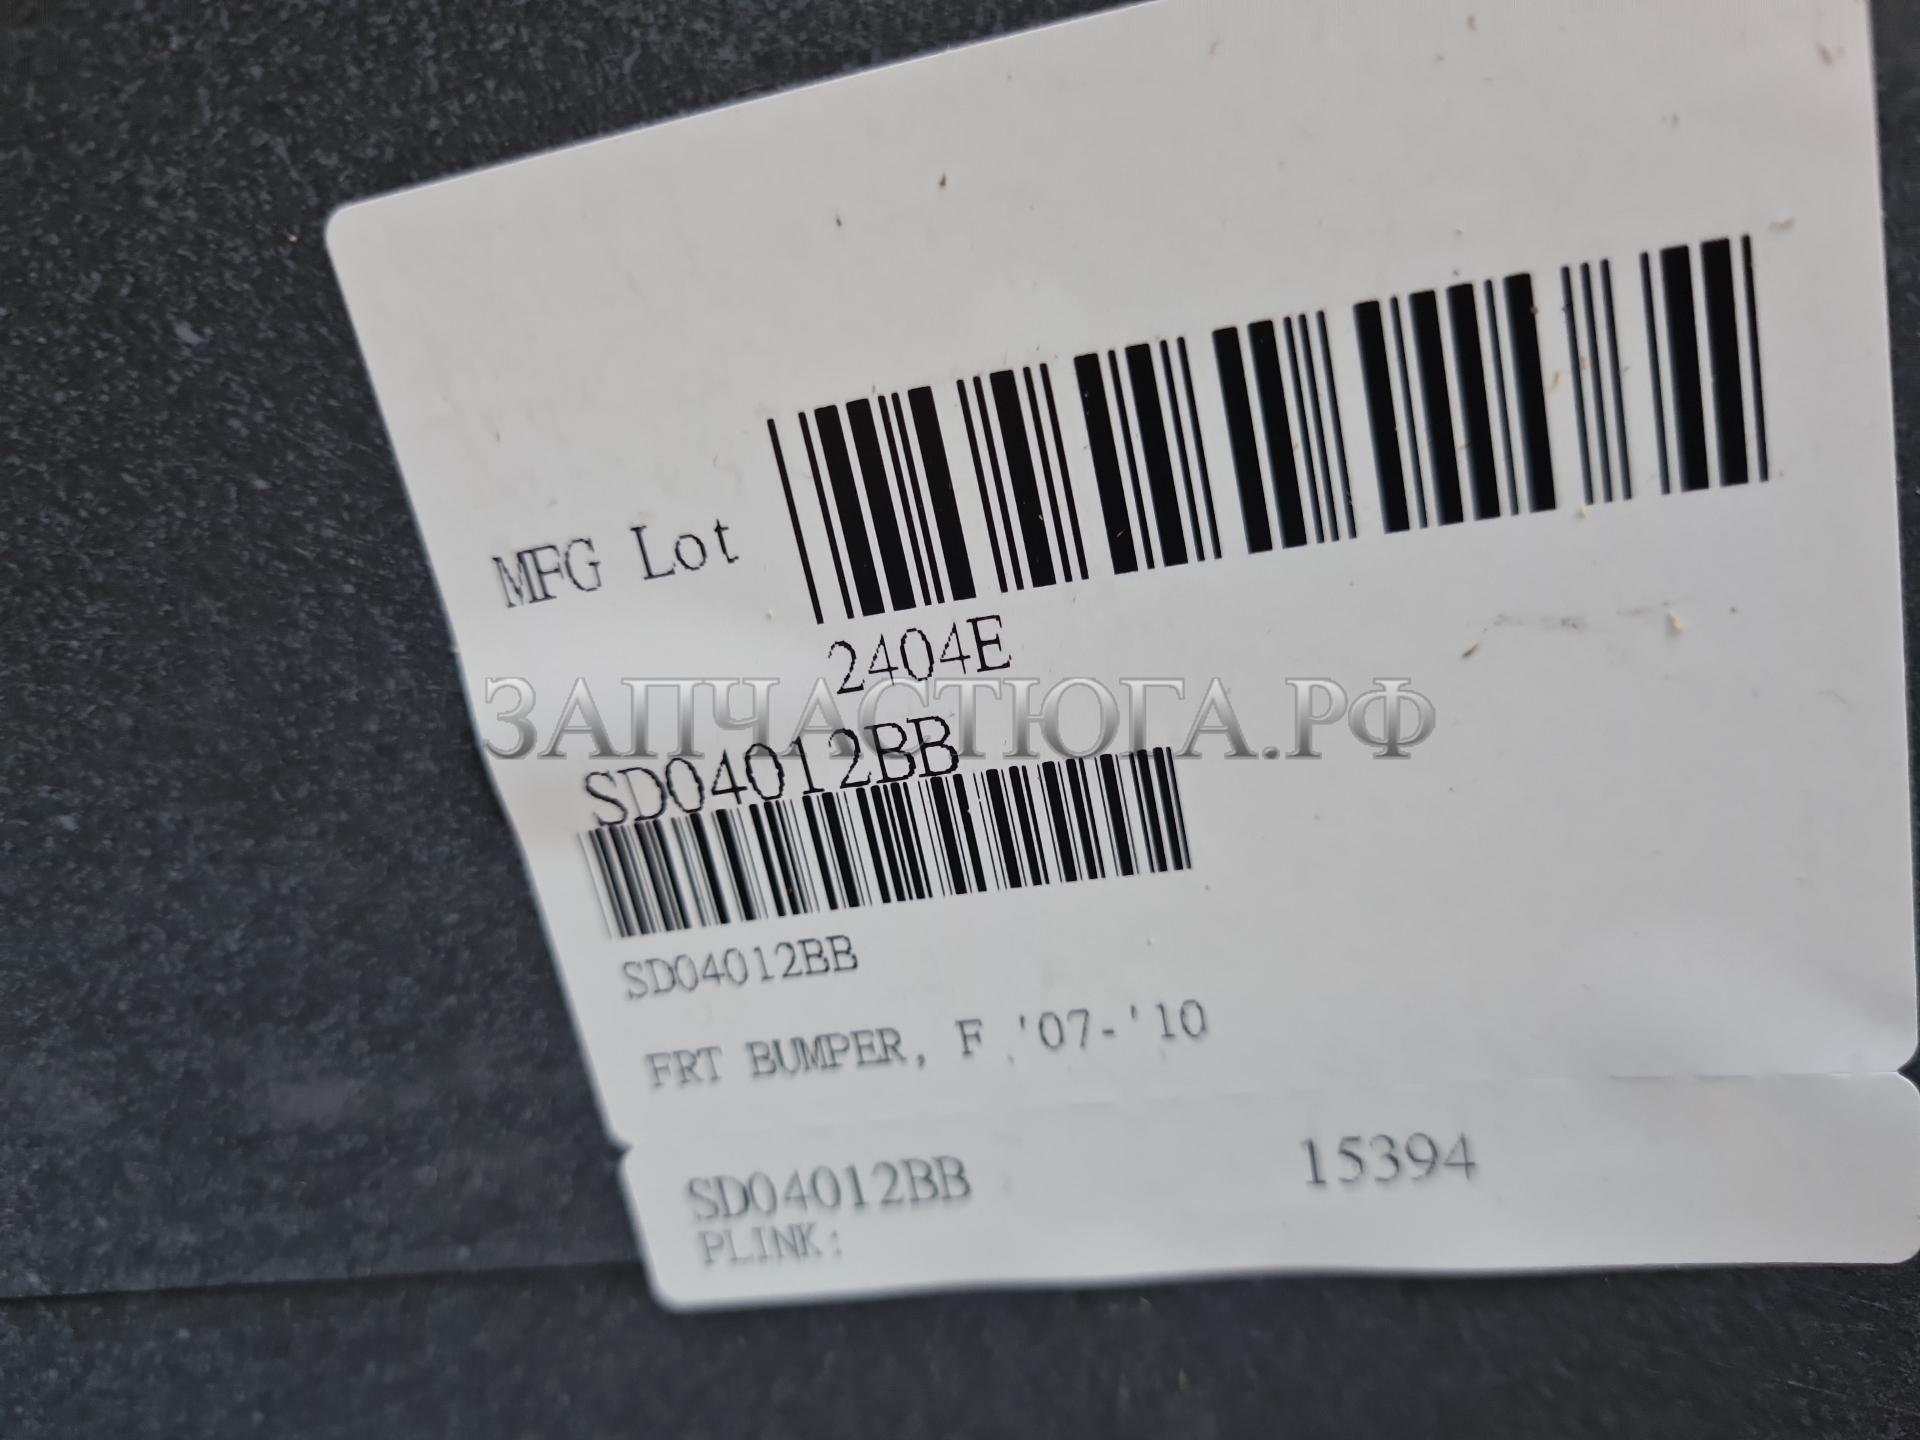 MFG Lot
2404E
ЗАПЧАСТЮГА.РФ
SD04012BB
SD04012BB
FRT BUMPER, F '07-'10
SD04012BB 15394
PLINK: